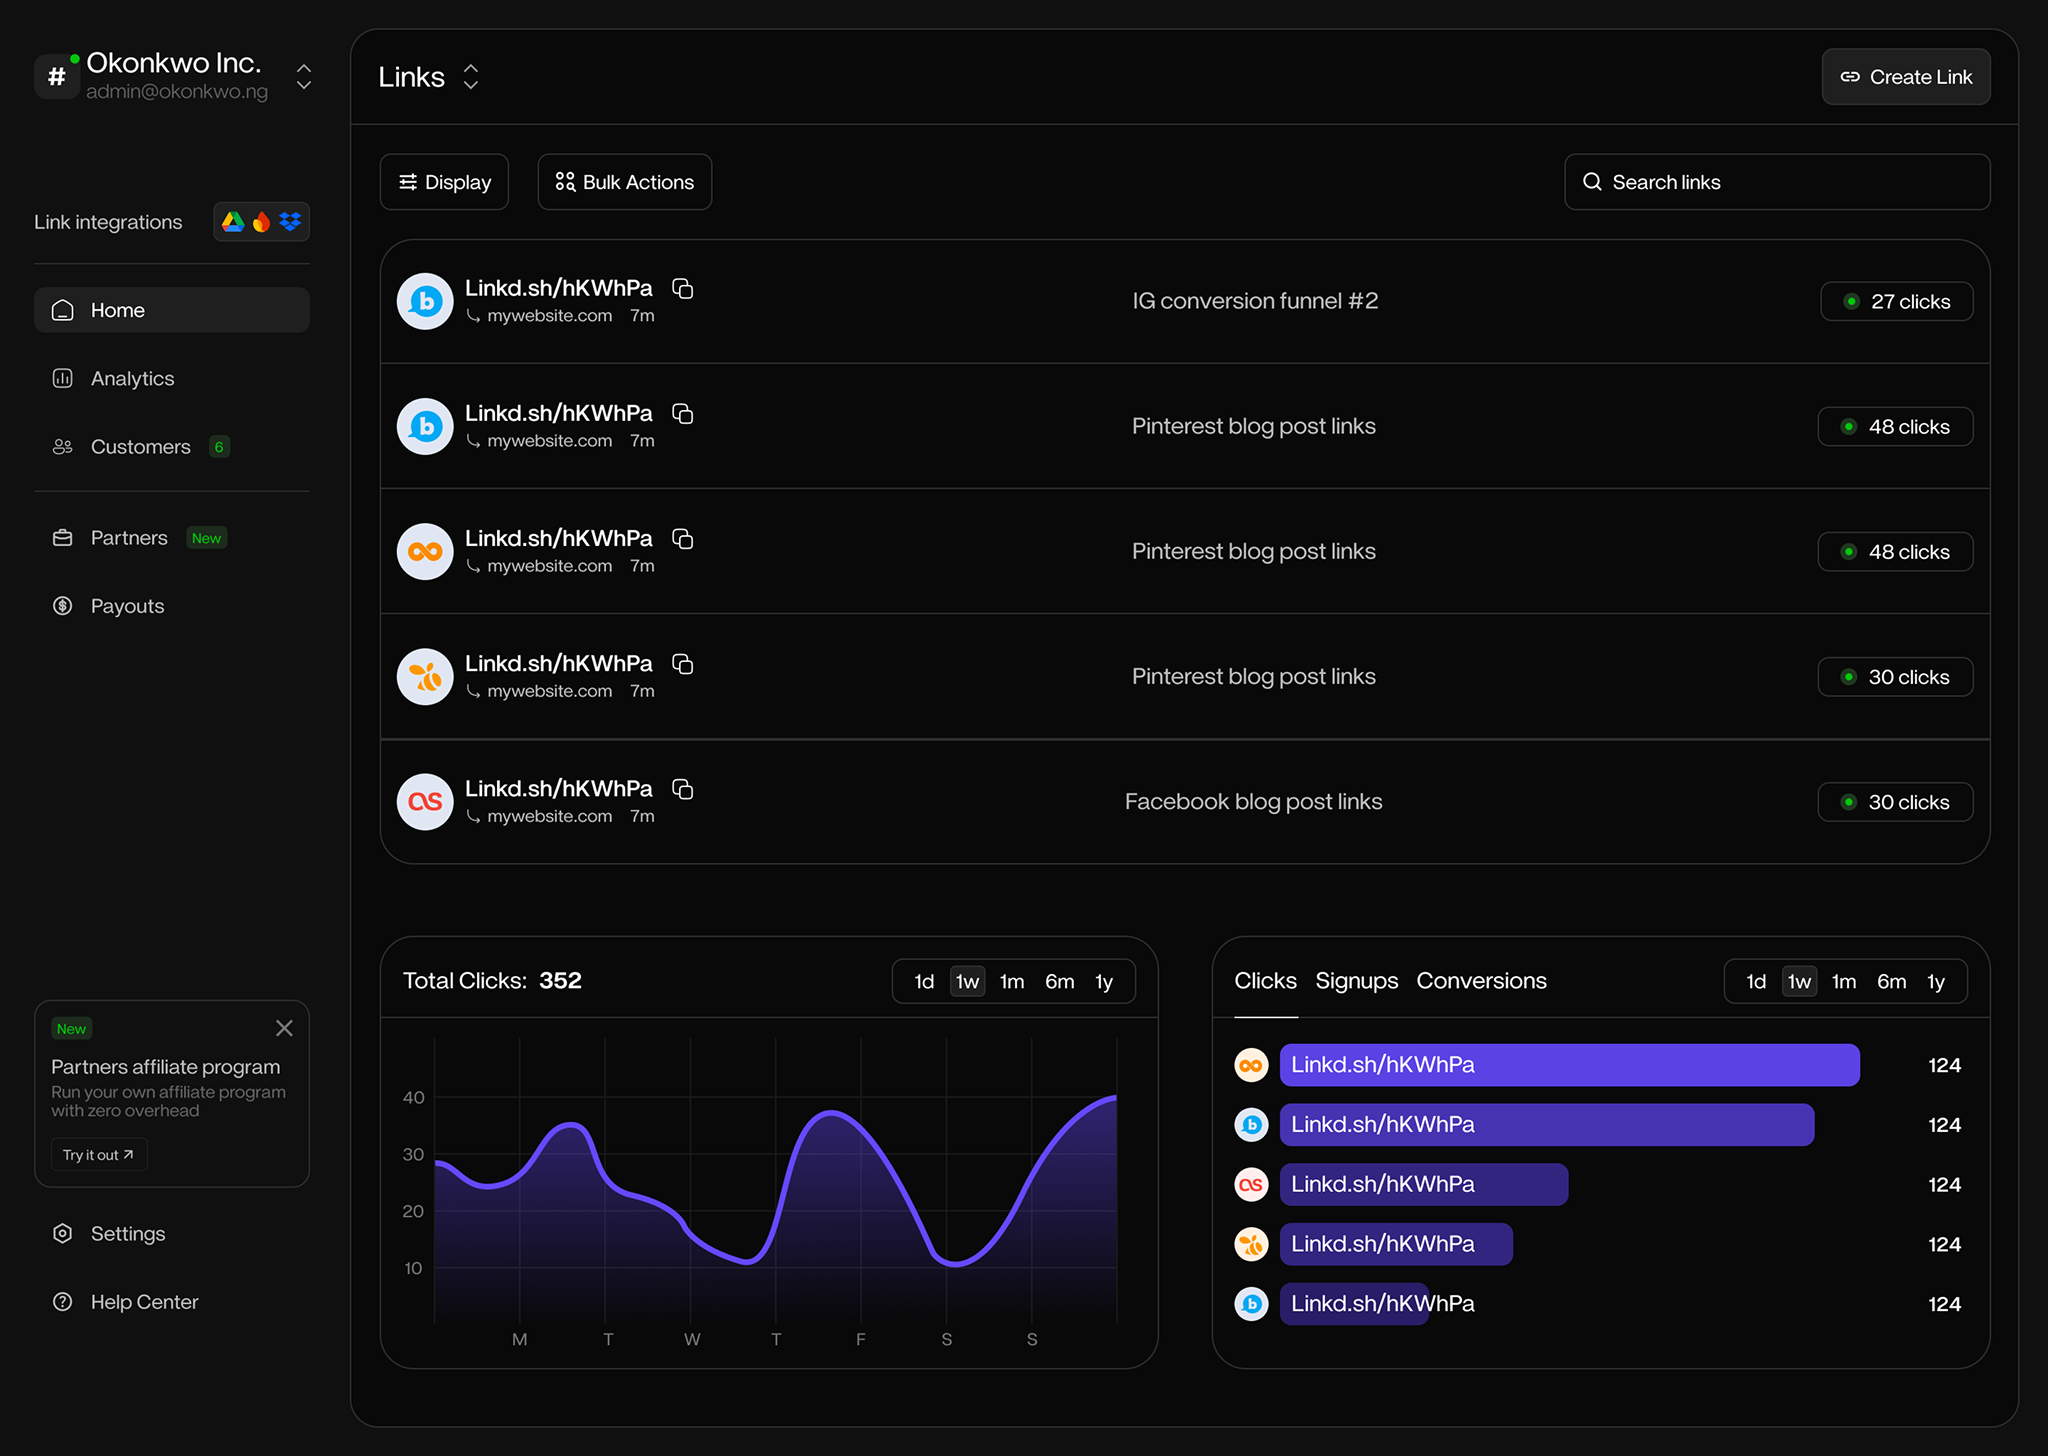 #
Okonkwo Inc.
admin@okonkwo.ng
Link integrations
Home
Analytics
Customers 6
Partners New
Payouts
New
Partners affiliate program
Run your own affiliate program
with zero overhead
Try it out
Settings
Help Center
Links
Create Link
Display
Bulk Actions
Search links
b
Linkd.sh/hKWhPa
mywebsite.com 7m
IG conversion funnel #2
27 clicks
b
Linkd.sh/hKWhPa
mywebsite.com 7m
Pinterest blog post links
48 clicks
Linkd.sh/hKWhPa
mywebsite.com 7m
Pinterest blog post links
48 clicks
Linkd.sh/hKWhPa
mywebsite.com 7m
Pinterest blog post links
30 clicks
as
Linkd.sh/hKWhPa
mywebsite.com 7m
Facebook blog post links
30 clicks
Total Clicks: 352
1d 1w 1m 6m 1y
40
30
20
10
M T W T F S S
Clicks Signups Conversions
1d 1w 1m 6m 1y
Linkd.sh/hKWhPa 124
b Linkd.sh/hKWhPa 124
as Linkd.sh/hKWhPa 124
Linkd.sh/hKWhPa 124
b Linkd.sh/hKWhPa 124